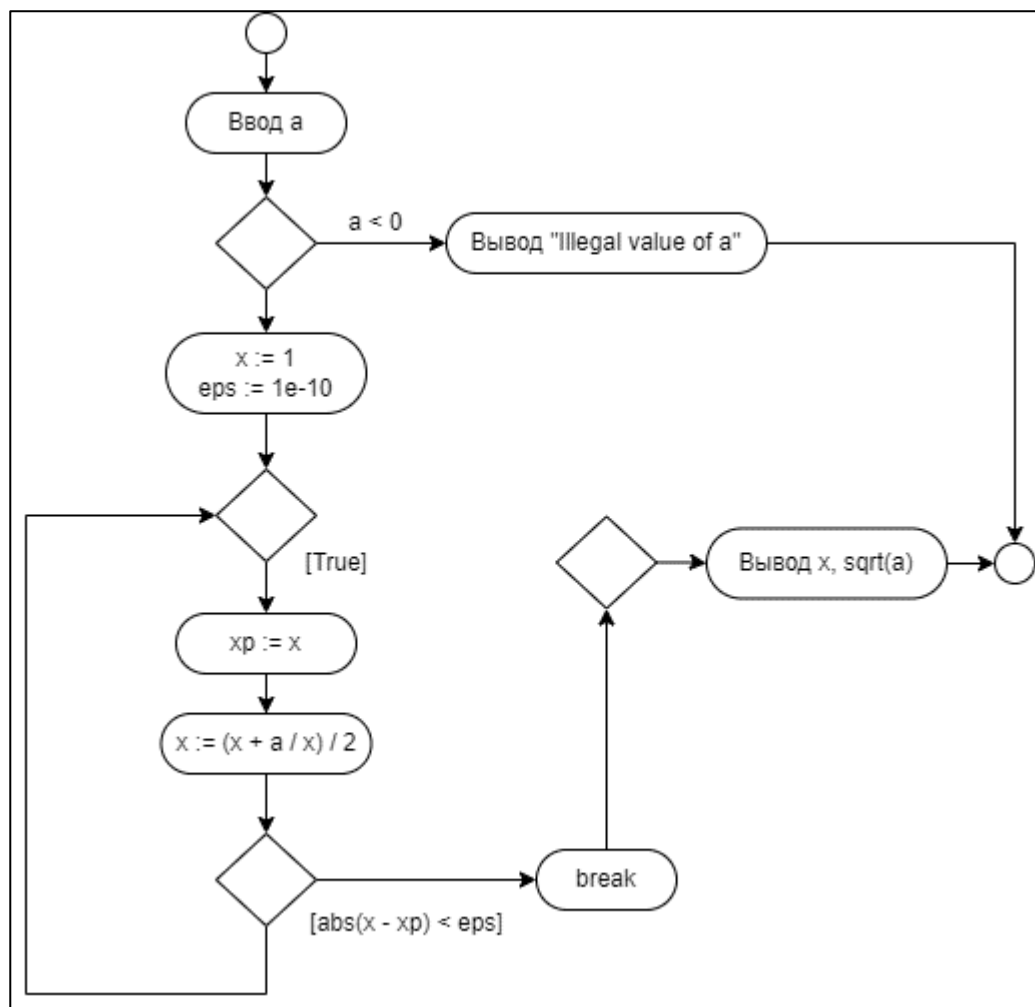 Ввод a
a < 0
Вывод "Illegal value of a"
x := 1
eps := 1e-10
[True]
Вывод x, sqrt(a)
xp := x
x := (x + a / x) / 2
break
[abs(x - xp) < eps]